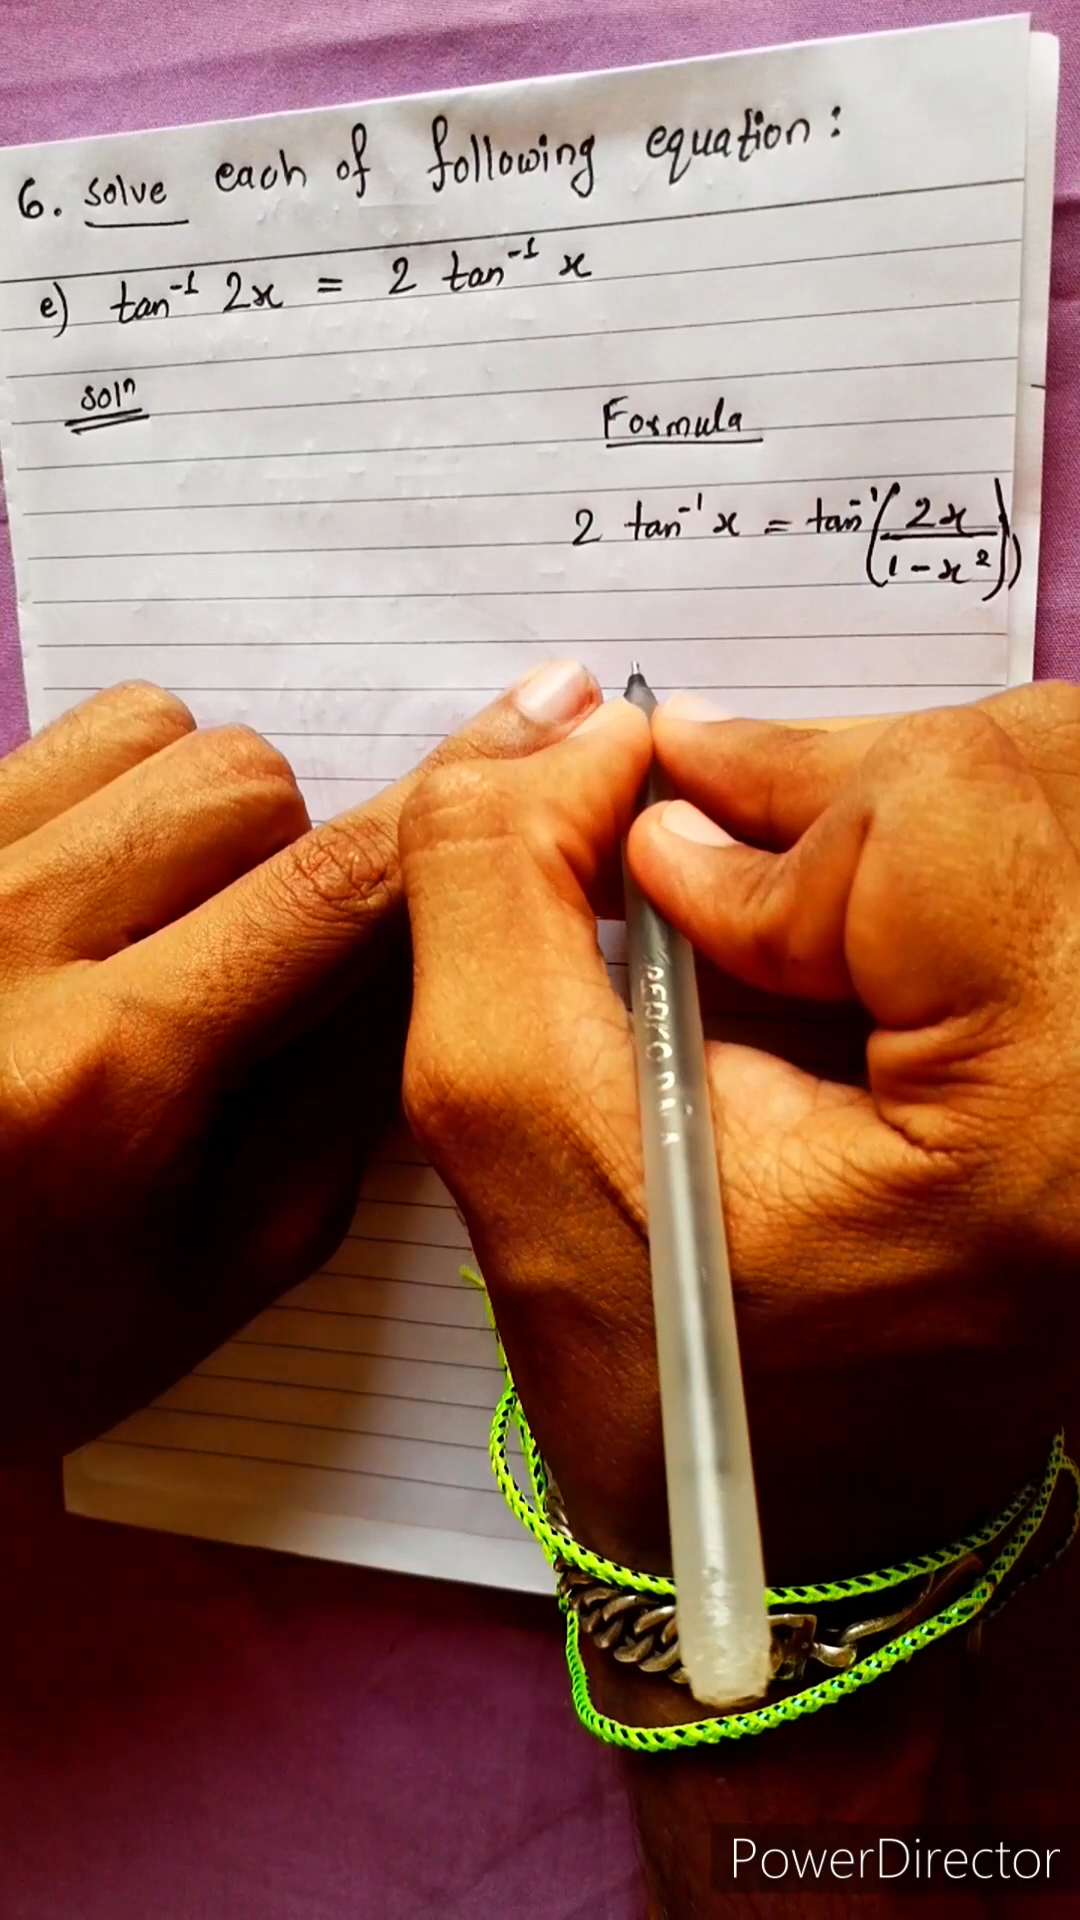 6. solve each of following equation:
e) tan⁻¹ 2x = 2 tan⁻¹ x
solⁿ
Formula
2 tan⁻¹ x = tan⁻¹(2x/(1-x²))
PowerDirector